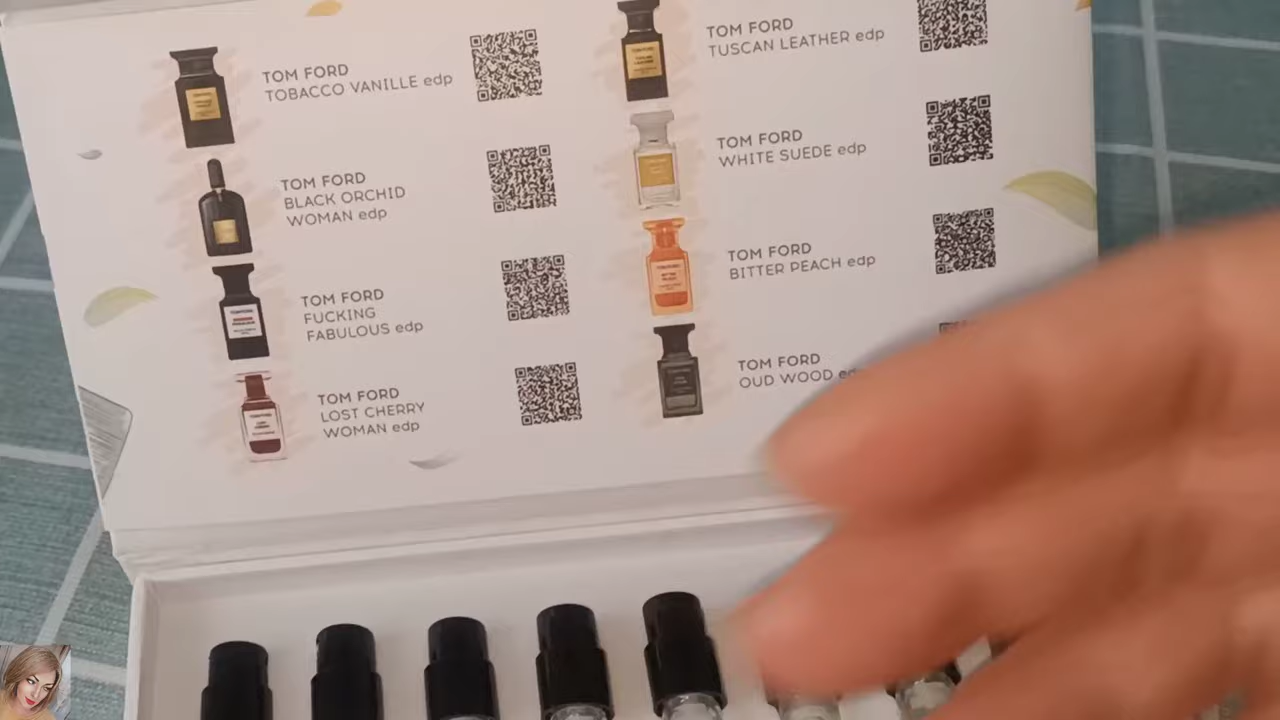 TOM FORD
TOBACCO VANILLE edp
TOM FORD
BLACK ORCHID
WOMAN edp
TOM FORD
FUCKING
FABULOUS edp
TOM FORD
LOST CHERRY
WOMAN edp
TOM FORD
TUSCAN LEATHER edp
TOM FORD
WHITE SUEDE edp
TOM FORD
BITTER PEACH edp
TOM FORD
OUD WOOD